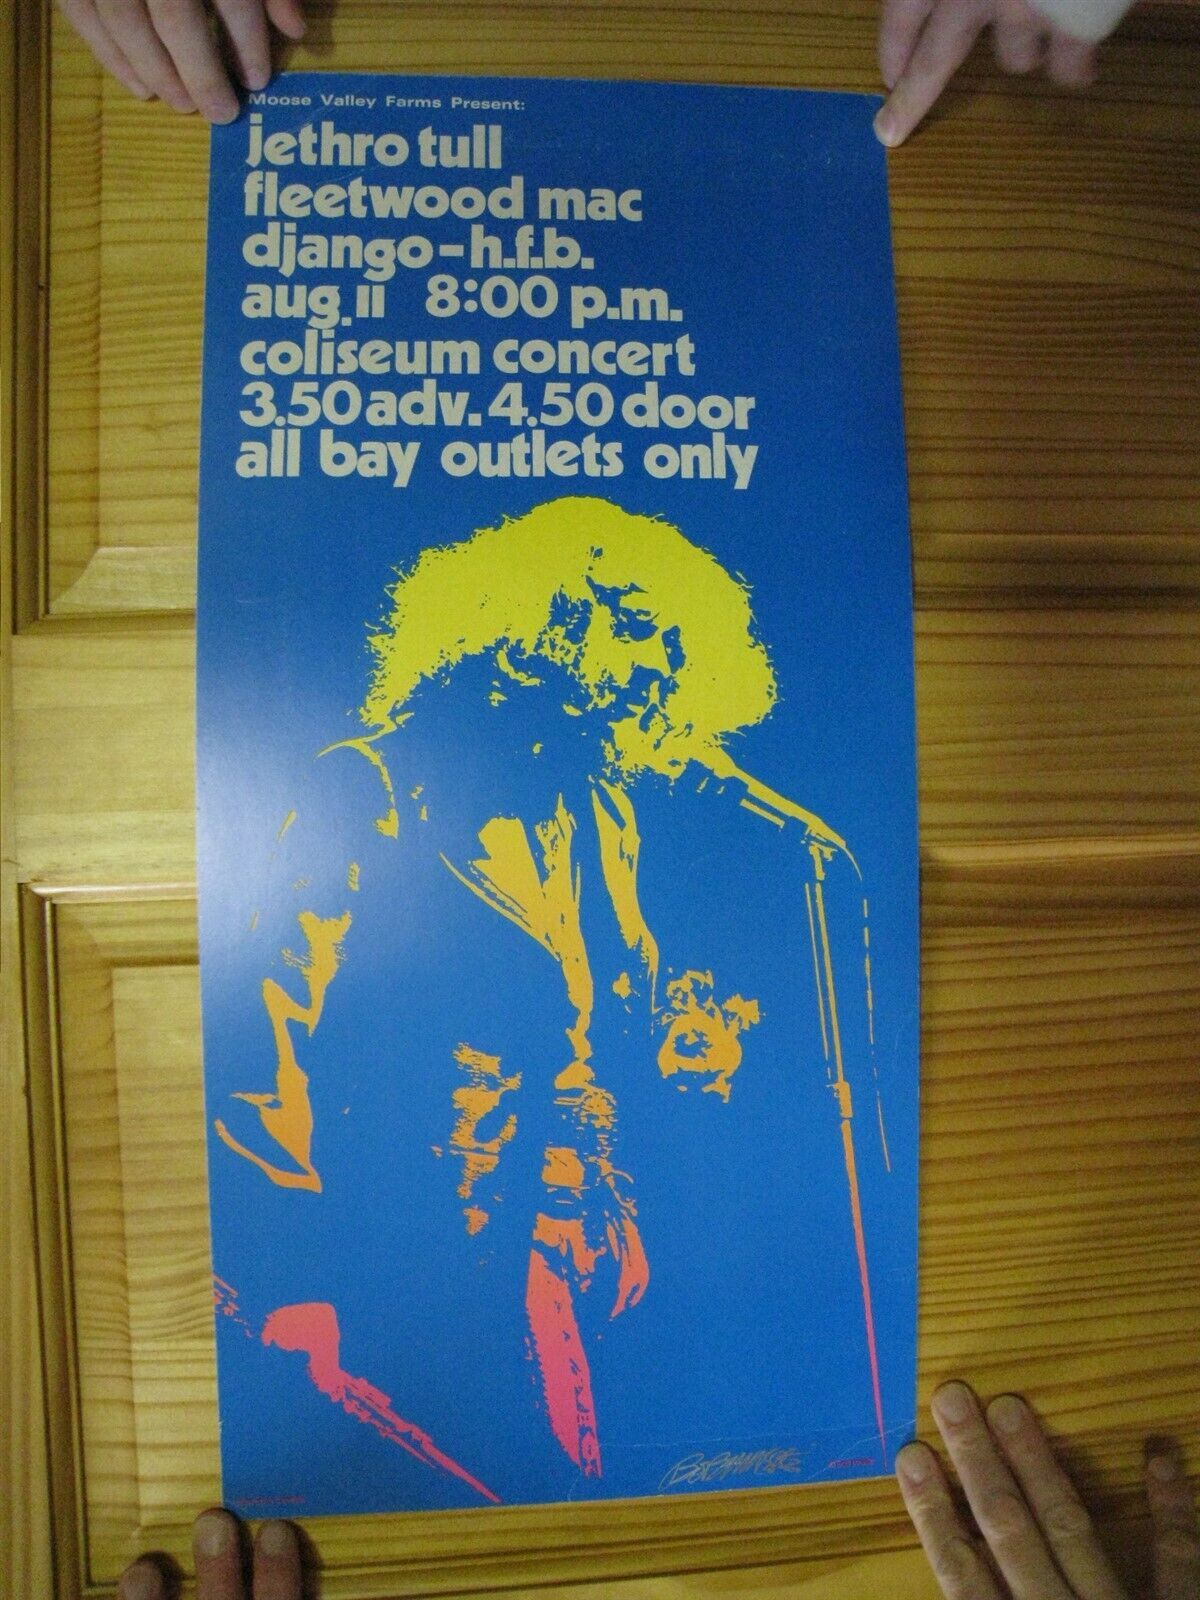 Moose Valley Farms Present:
jethro tull
fleetwood mac
django-h.f.b.
aug. 11 8:00 p.m.
coliseum concert
3.50 adv. 4.50 door
all bay outlets only